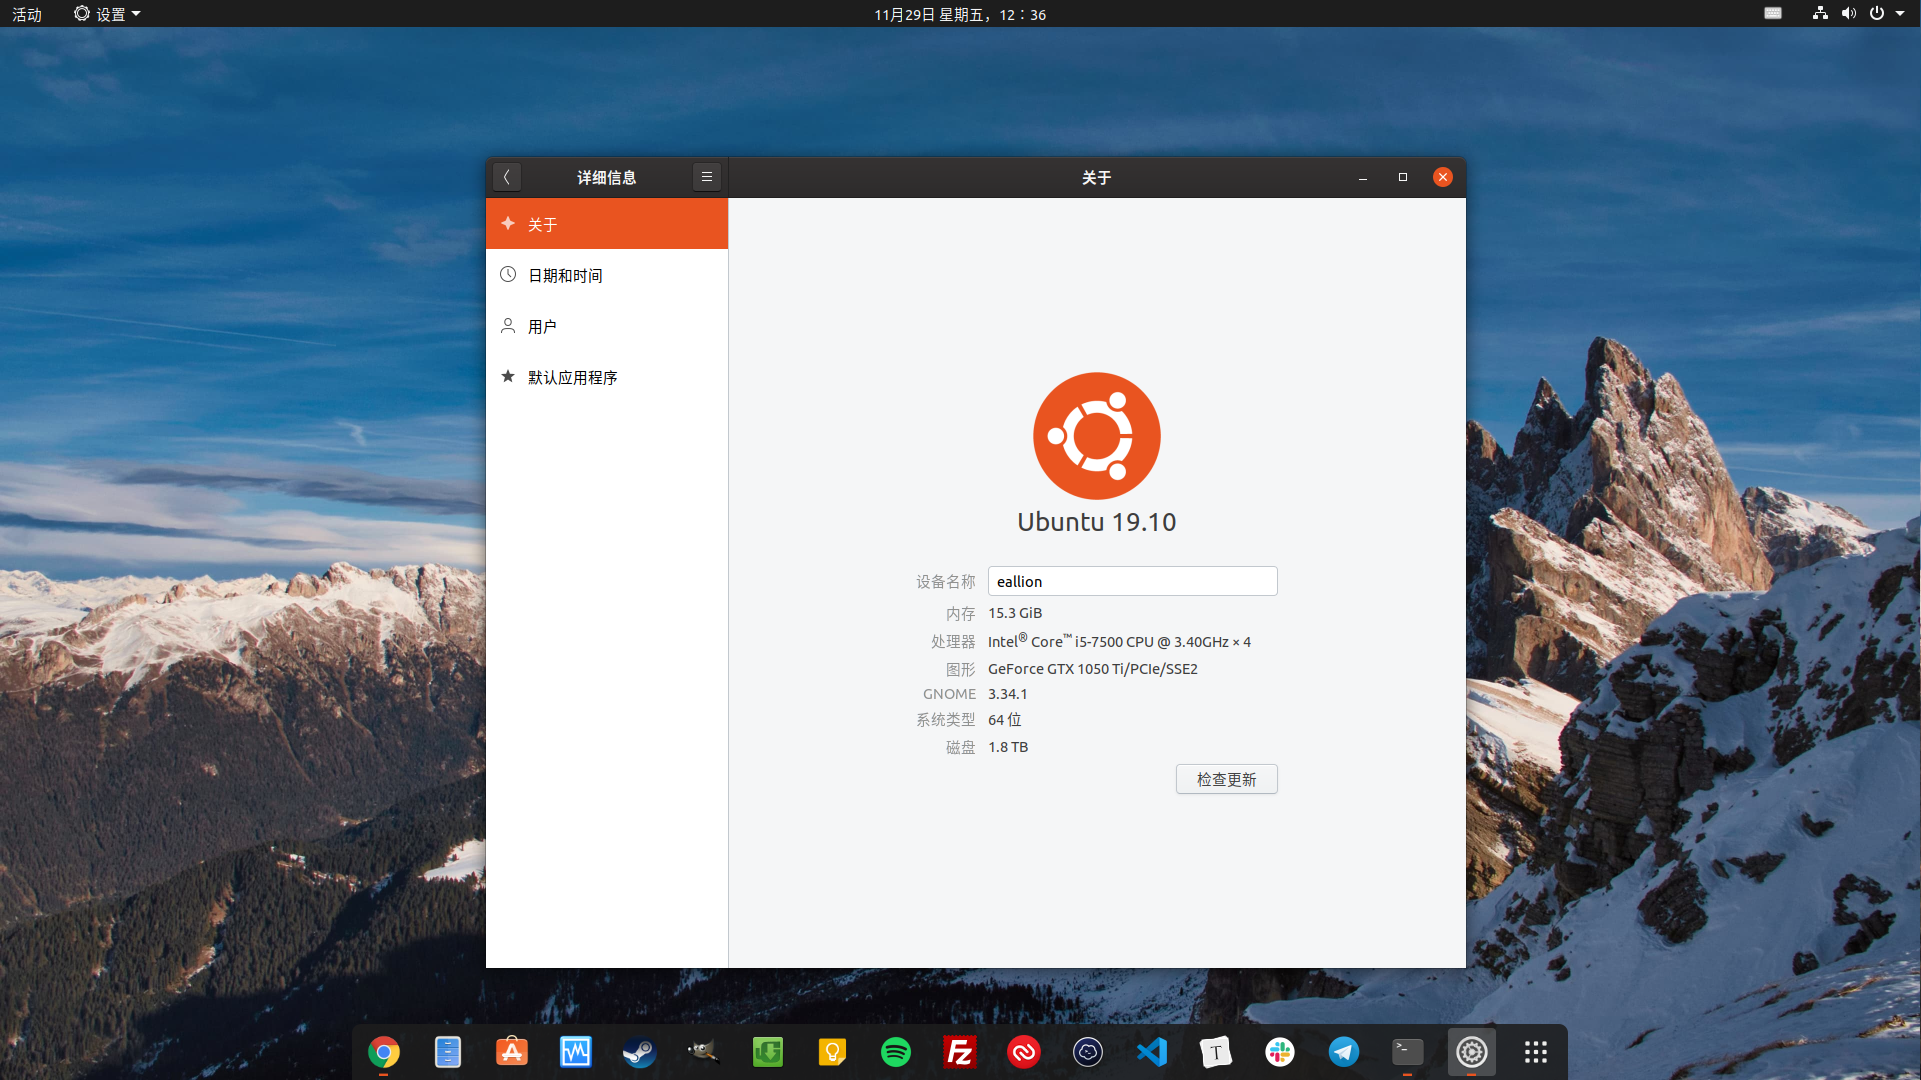 活动 设置 11月29日 星期五，12：36
详细信息 关于
关于
日期和时间
用户
默认应用程序
Ubuntu 19.10
设备名称 eallion
内存 15.3 GiB
处理器 Intel® Core™ i5-7500 CPU @ 3.40GHz × 4
图形 GeForce GTX 1050 Ti/PCIe/SSE2
GNOME 3.34.1
系统类型 64 位
磁盘 1.8 TB
检查更新
Fz T >_